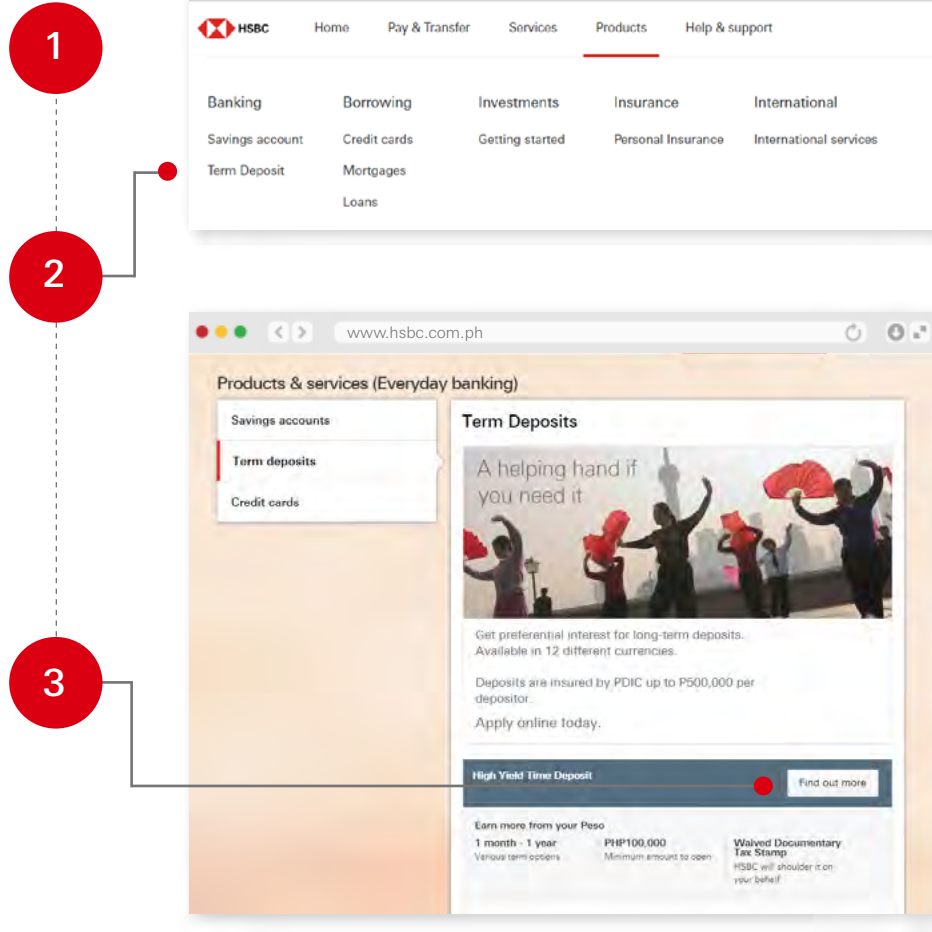 1
HSBC Home Pay & Transfer Services Products Help & support
Banking Borrowing Investments Insurance International
Savings account Credit cards Getting started Personal Insurance International services
Term Deposit Mortgages
Loans
2
www.hsbc.com.ph
Products & services (Everyday banking)
Savings accounts
Term deposits
Credit cards
Term Deposits
A helping hand if
you need it
Get preferential interest for long-term deposits.
Available in 12 different currencies.
Deposits are insured by PDIC up to P500,000 per
depositor.
Apply online today.
3
High Yield Time Deposit Find out more
Earn more from your Peso
1 month - 1 year PHP100,000 Waived Documentary
Tax Stamp
Various term options Minimum amount to open HSBC will shoulder it on
your behalf